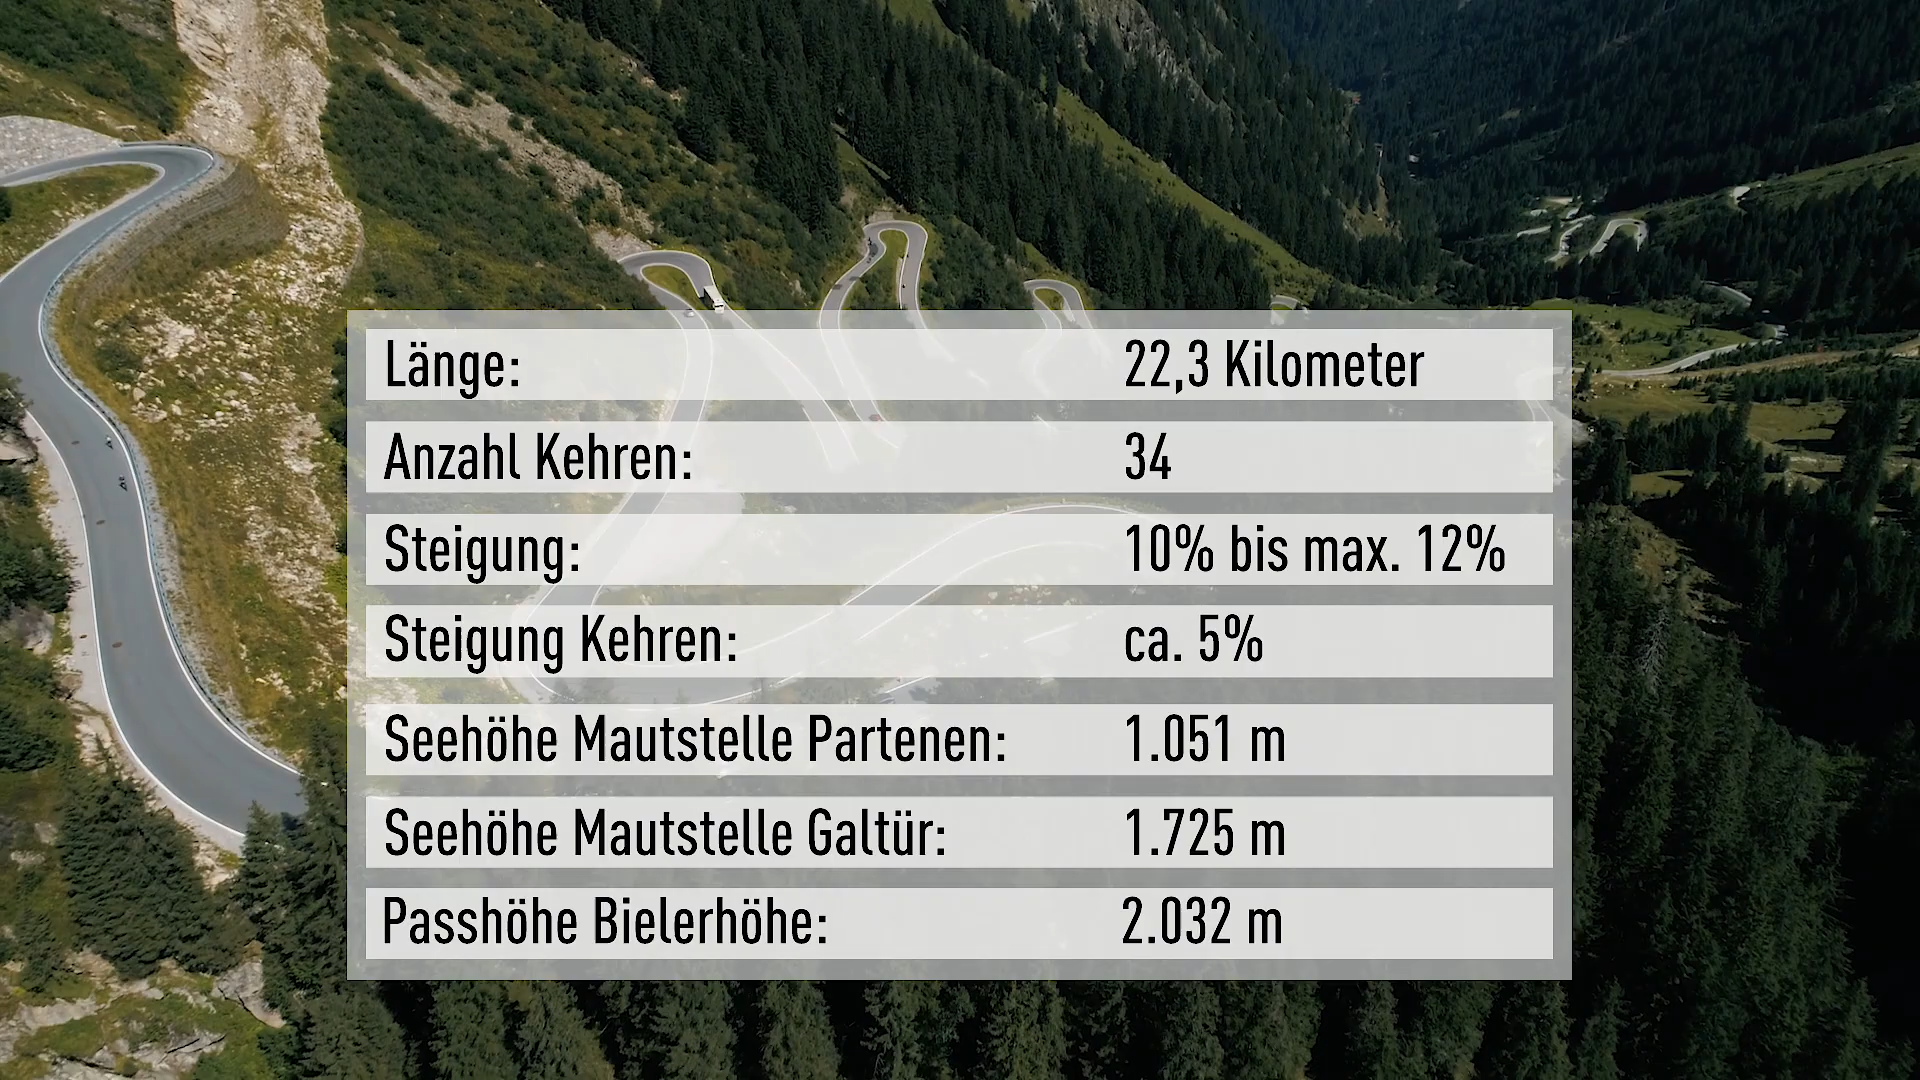 Länge: 22,3 Kilometer
Anzahl Kehren: 34
Steigung: 10% bis max. 12%
Steigung Kehren: ca. 5%
Seehöhe Mautstelle Partenen: 1.051 m
Seehöhe Mautstelle Galtür: 1.725 m
Passhöhe Bielerhöhe: 2.032 m